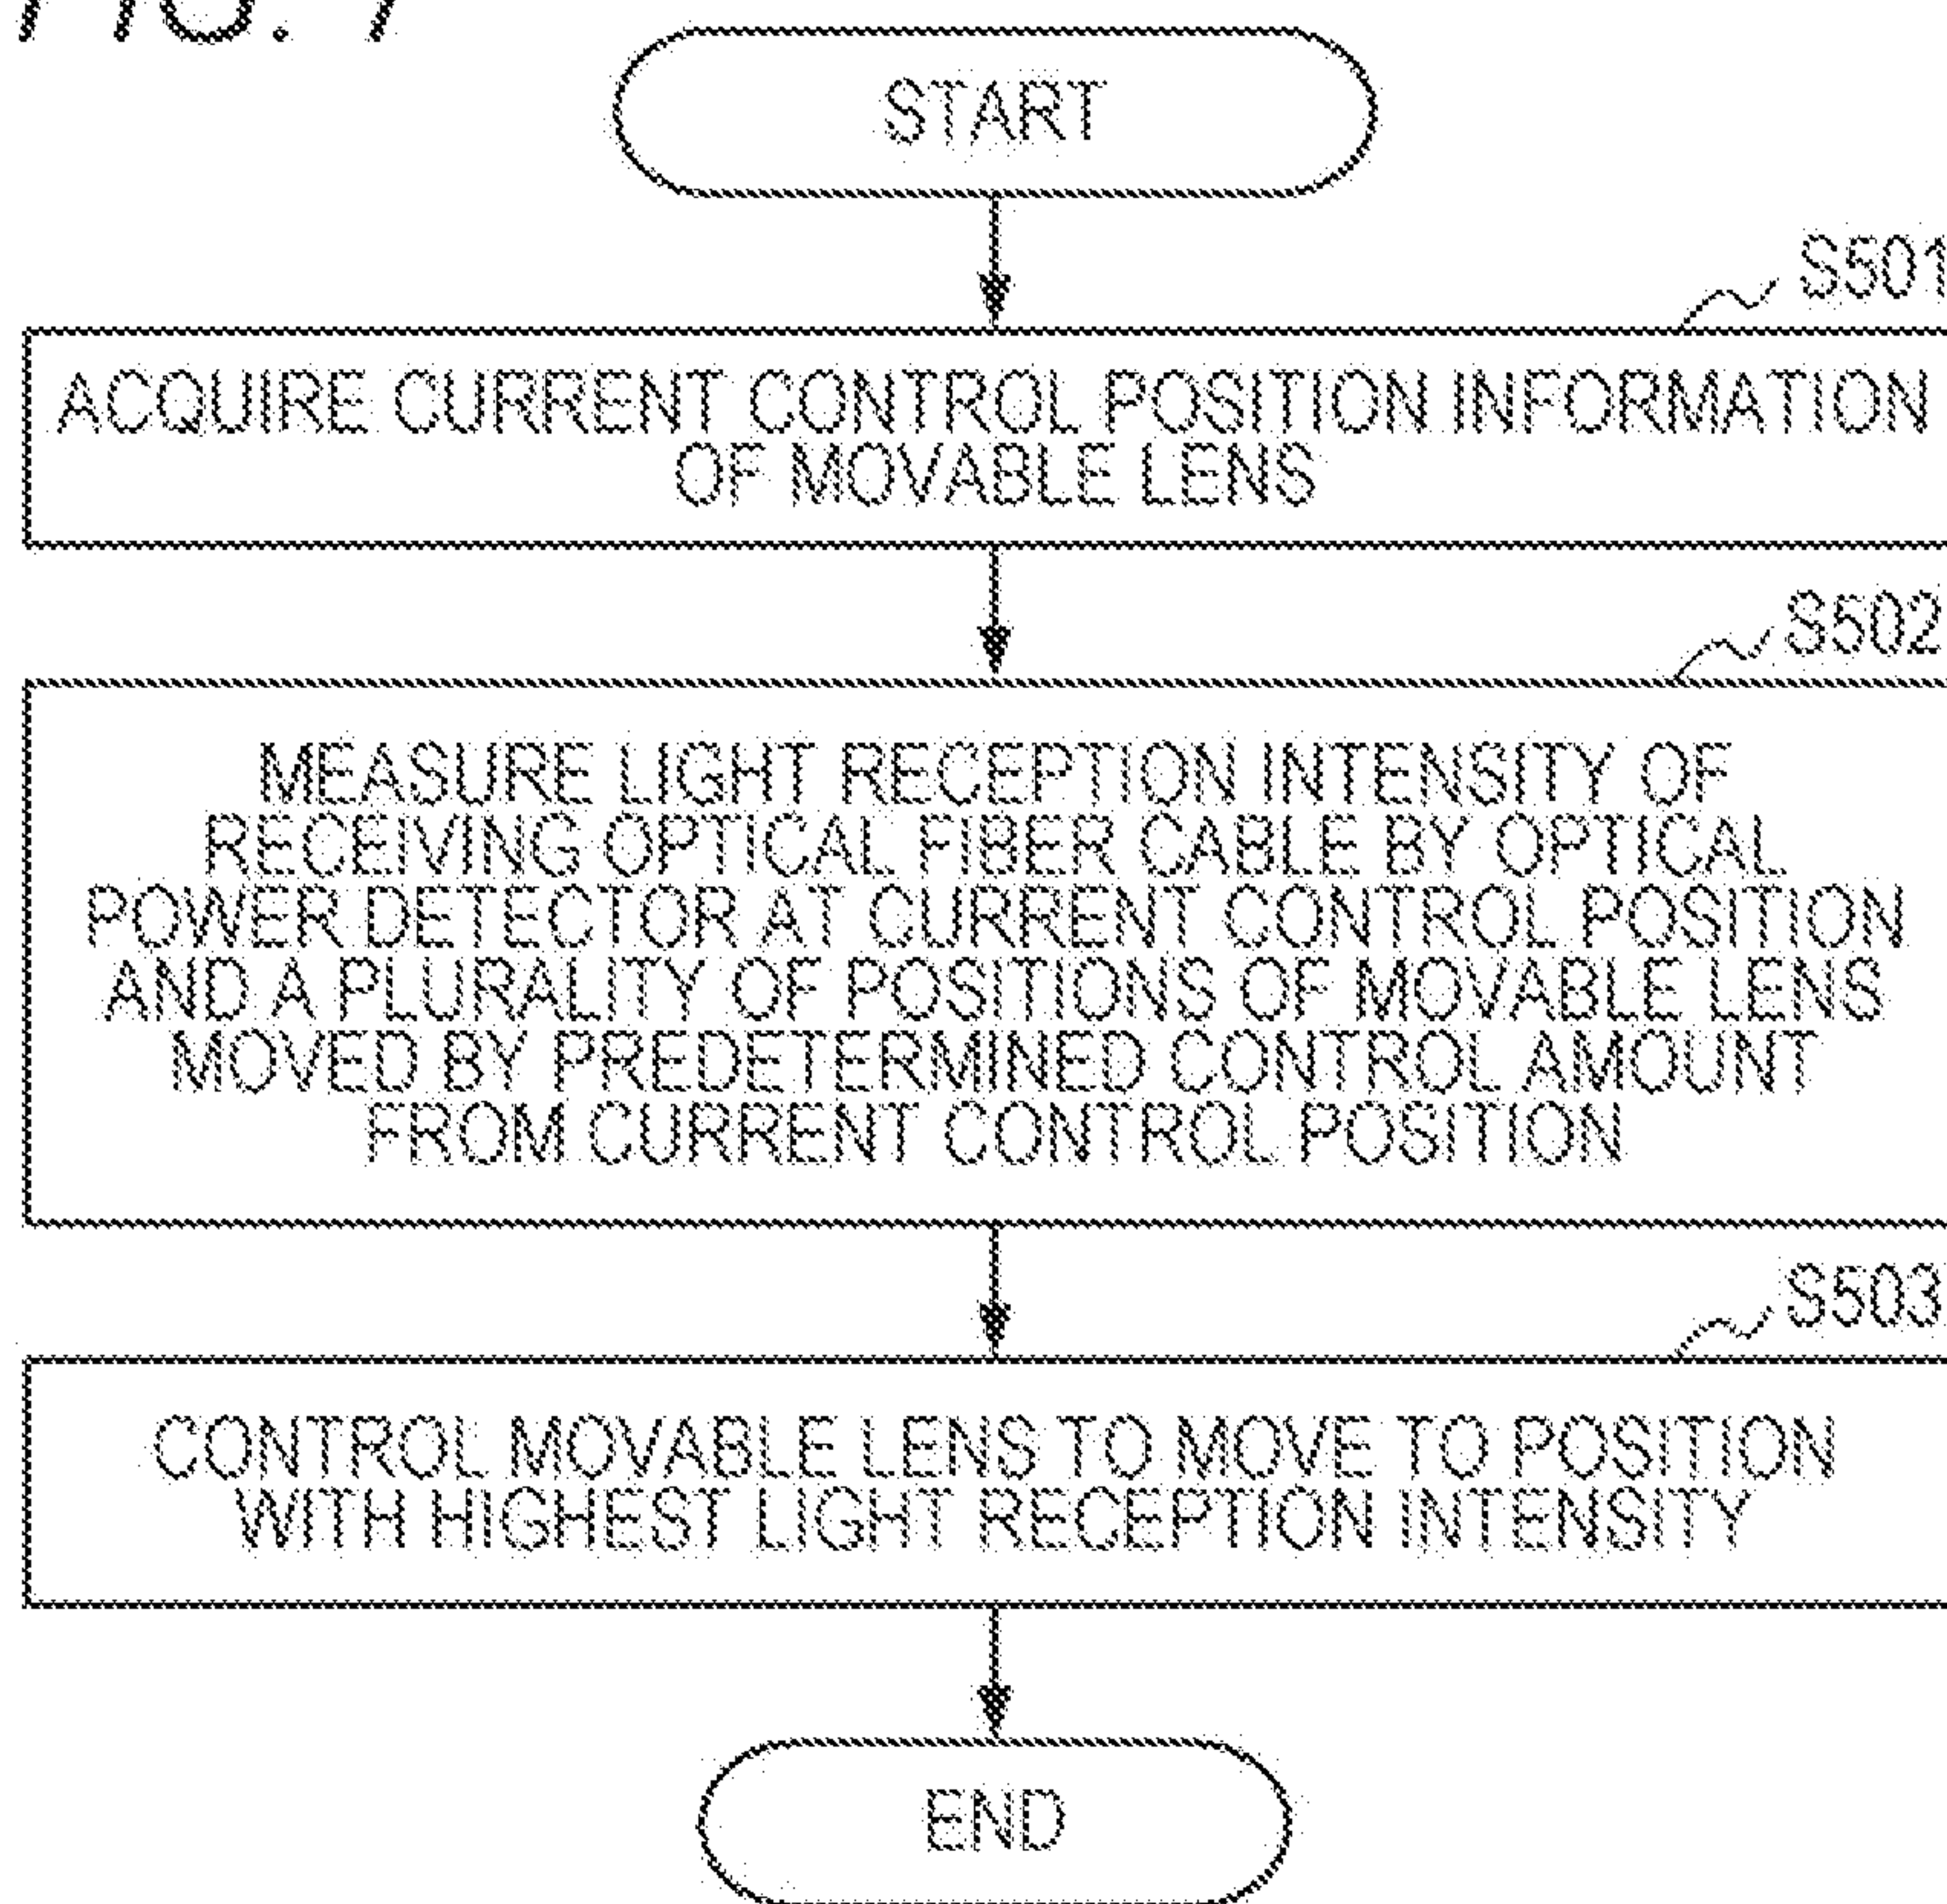 FIG. 7
START
S501
ACQUIRE CURRENT CONTROL POSITION INFORMATION
OF MOVABLE LENS
S502
MEASURE LIGHT RECEPTION INTENSITY OF
RECEIVING OPTICAL FIBER CABLE BY OPTICAL
POWER DETECTOR AT CURRENT CONTROL POSITION
AND A PLURALITY OF POSITIONS OF MOVABLE LENS
MOVED BY PREDETERMINED CONTROL AMOUNT
FROM CURRENT CONTROL POSITION
S503
CONTROL MOVABLE LENS TO MOVE TO POSITION
WITH HIGHEST LIGHT RECEPTION INTENSITY
END